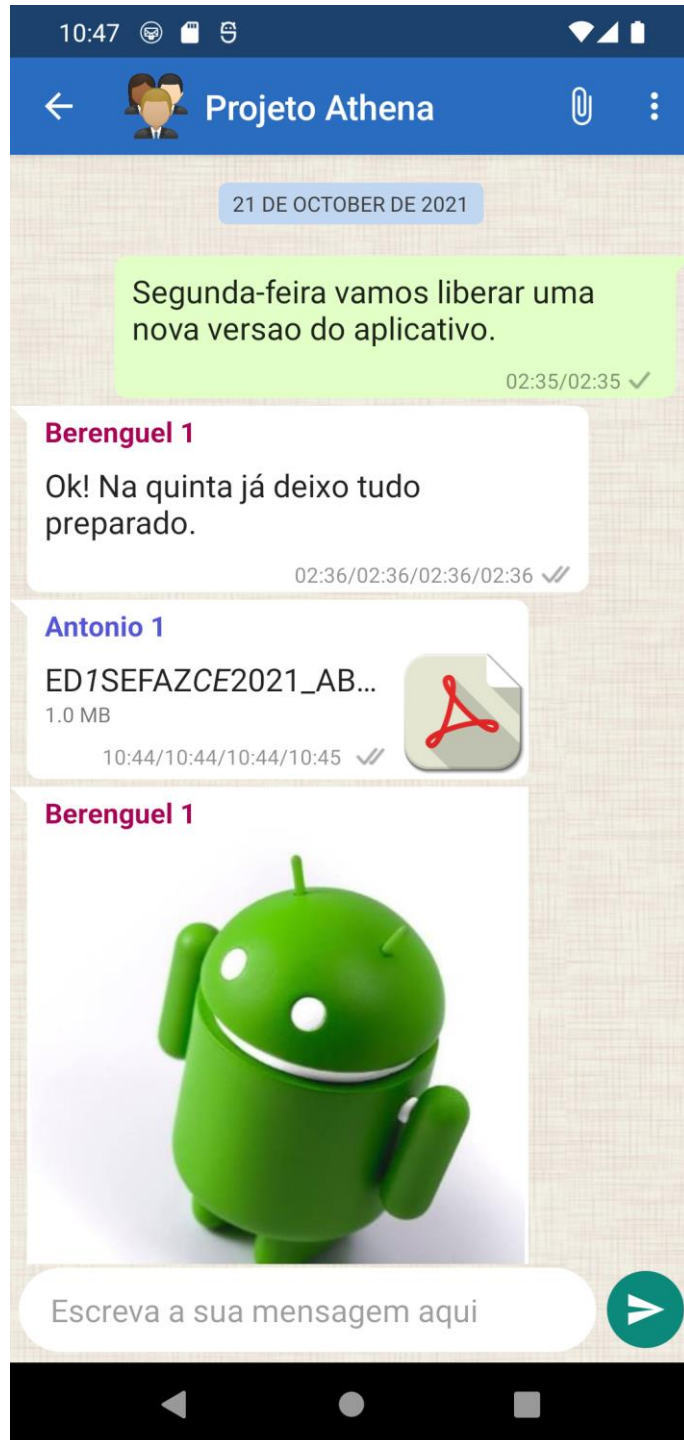 10:47
Projeto Athena
21 DE OCTOBER DE 2021
Segunda-feira vamos liberar uma
nova versao do aplicativo.
02:35/02:35
Berenguel 1
Ok! Na quinta já deixo tudo
preparado.
02:36/02:36/02:36/02:36
Antonio 1
ED1SEFAZCE2021_AB...
1.0 MB
10:44/10:44/10:44/10:45
Berenguel 1
Escreva a sua mensagem aqui